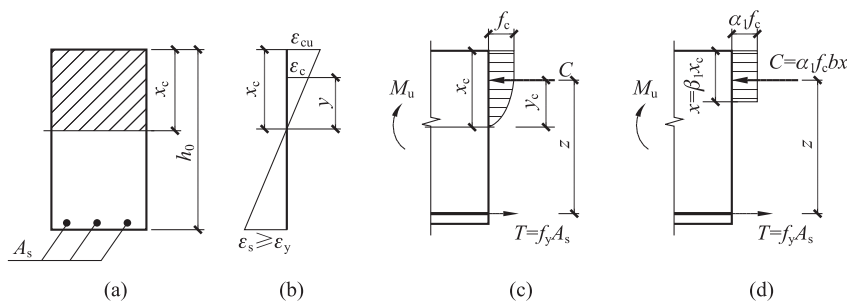 x_c
h_0
A_s
(a)
ε_cu
ε_c
x_c
y
ε_s≥ε_y
(b)
f_c
M_u
x_c
C
y_c
z
T=f_yA_s
(c)
α_1f_c
M_u
x=β_1x_c
C=α_1f_cbx
z
T=f_yA_s
(d)